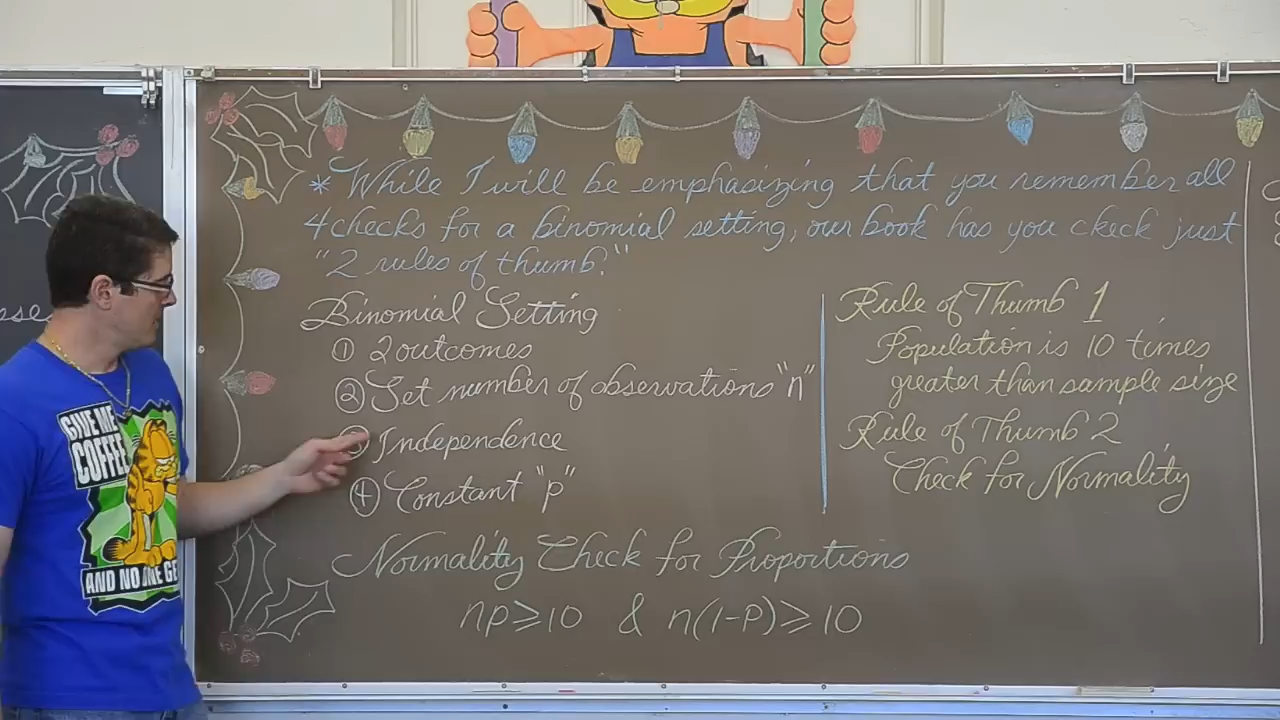 * While I will be emphasizing that you remember all
4 checks for a binomial setting, our book has you check just
"2 rules of thumb."
Binomial Setting
① 2 outcomes
② Set number of observations "n"
③ Independence
④ Constant "p"
Rule of Thumb 1
Population is 10 times
greater than sample size
Rule of Thumb 2
Check for Normality
Normality Check for Proportions
np ≥ 10 & n(1-P) ≥ 10
GIVE ME
COFFEE
AND NO ONE GE